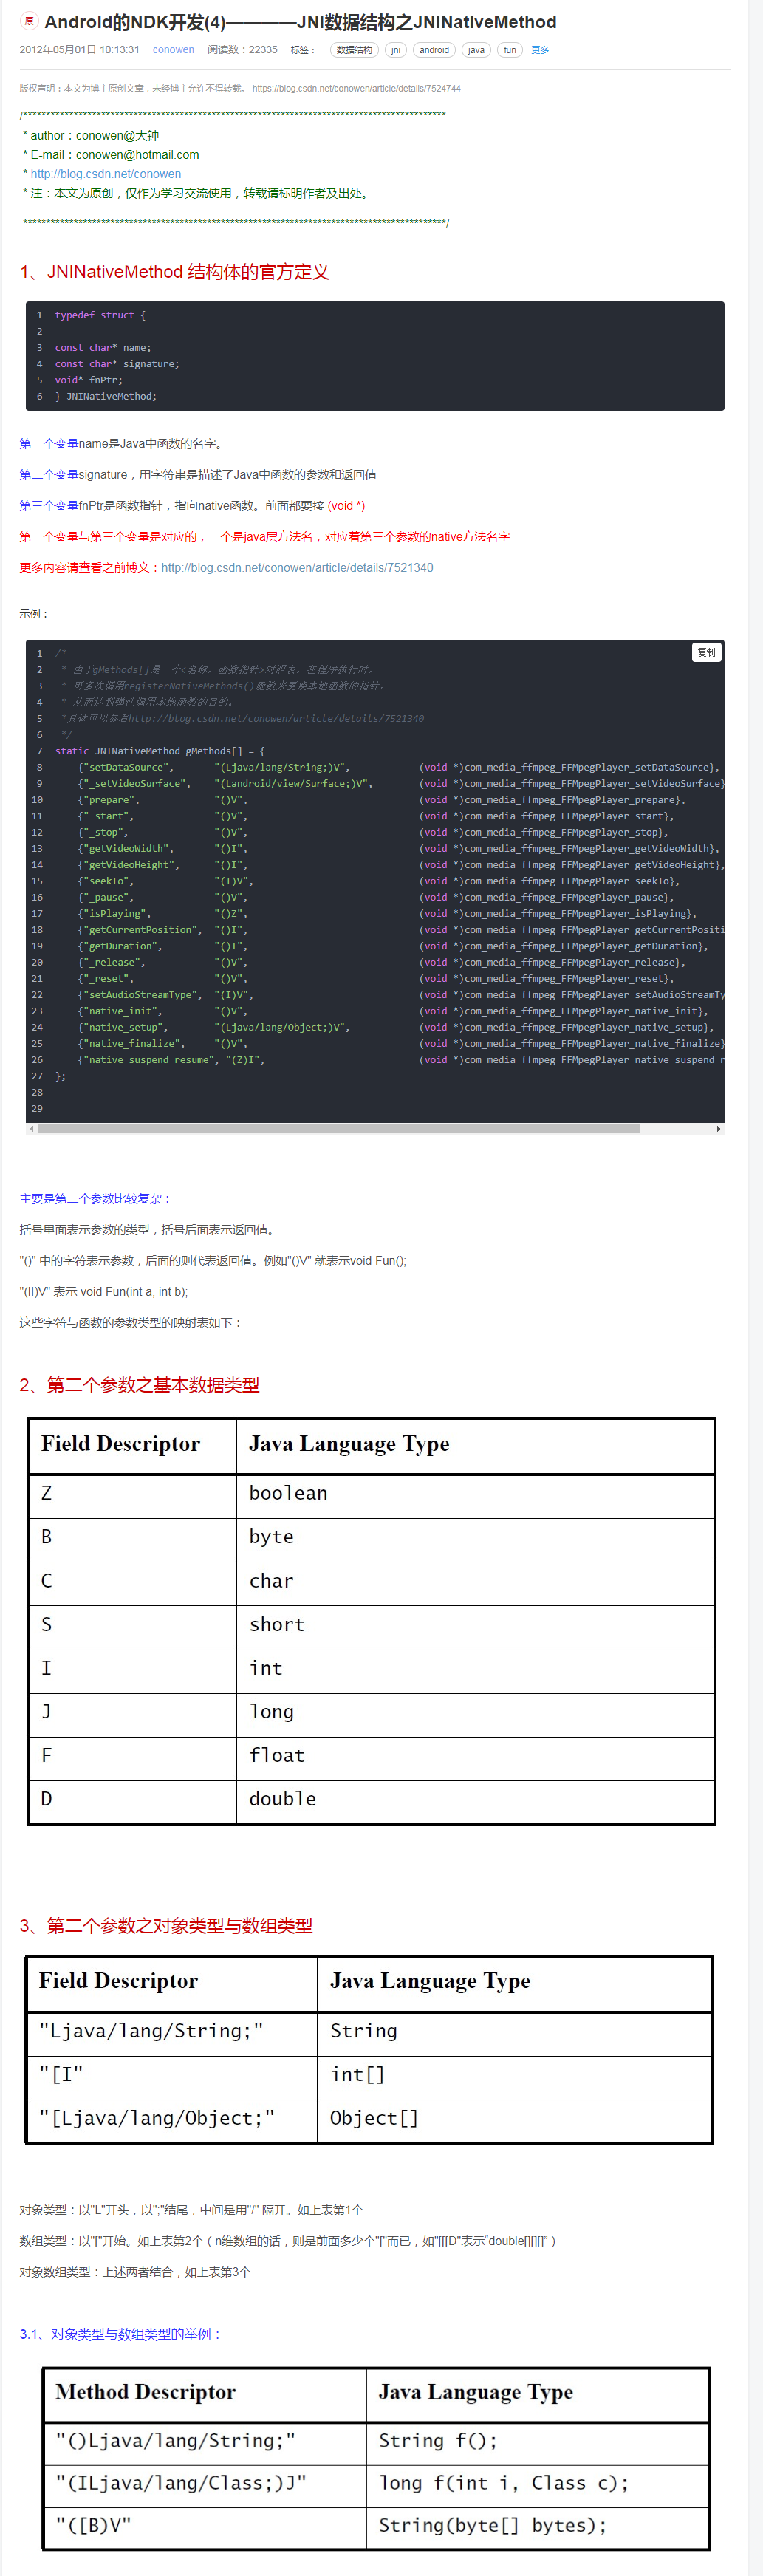 原 Android的NDK开发(4)————JNI数据结构之JNINativeMethod
2012年05月01日 10:13:31 conowen 阅读数：22335 标签： 数据结构 jni android java fun 更多
版权声明：本文为博主原创文章，未经博主允许不得转载。 https://blog.csdn.net/conowen/article/details/7524744
/********************************************************************************************
* author：conowen@大钟
* E-mail：conowen@hotmail.com
* http://blog.csdn.net/conowen
* 注：本文为原创，仅作为学习交流使用，转载请标明作者及出处。
********************************************************************************************/
1、JNINativeMethod 结构体的官方定义
1 typedef struct {
2
3 const char* name;
4 const char* signature;
5 void* fnPtr;
6 } JNINativeMethod;
第一个变量name是Java中函数的名字。
第二个变量signature，用字符串是描述了Java中函数的参数和返回值
第三个变量fnPtr是函数指针，指向native函数。前面都要接 (void *)
第一个变量与第三个变量是对应的，一个是java层方法名，对应着第三个参数的native方法名字
更多内容请查看之前博文：http://blog.csdn.net/conowen/article/details/7521340
示例：
复制
1 /*
2 * 由于gMethods[]是一个<名称，函数指针>对照表，在程序执行时，
3 * 可多次调用registerNativeMethods()函数来更换本地函数的指针，
4 * 从而达到弹性调用本地函数的目的。
5 *具体可以参看http://blog.csdn.net/conowen/article/details/7521340
6 */
7 static JNINativeMethod gMethods[] = {
8 {"setDataSource", "(Ljava/lang/String;)V", (void *)com_media_ffmpeg_FFMpegPlayer_setDataSource},
9 {"_setVideoSurface", "(Landroid/view/Surface;)V", (void *)com_media_ffmpeg_FFMpegPlayer_setVideoSurface}
10 {"prepare", "()V", (void *)com_media_ffmpeg_FFMpegPlayer_prepare},
11 {"_start", "()V", (void *)com_media_ffmpeg_FFMpegPlayer_start},
12 {"_stop", "()V", (void *)com_media_ffmpeg_FFMpegPlayer_stop},
13 {"getVideoWidth", "()I", (void *)com_media_ffmpeg_FFMpegPlayer_getVideoWidth},
14 {"getVideoHeight", "()I", (void *)com_media_ffmpeg_FFMpegPlayer_getVideoHeight},
15 {"seekTo", "(I)V", (void *)com_media_ffmpeg_FFMpegPlayer_seekTo},
16 {"_pause", "()V", (void *)com_media_ffmpeg_FFMpegPlayer_pause},
17 {"isPlaying", "()Z", (void *)com_media_ffmpeg_FFMpegPlayer_isPlaying},
18 {"getCurrentPosition", "()I", (void *)com_media_ffmpeg_FFMpegPlayer_getCurrentPositi
19 {"getDuration", "()I", (void *)com_media_ffmpeg_FFMpegPlayer_getDuration},
20 {"_release", "()V", (void *)com_media_ffmpeg_FFMpegPlayer_release},
21 {"_reset", "()V", (void *)com_media_ffmpeg_FFMpegPlayer_reset},
22 {"setAudioStreamType", "(I)V", (void *)com_media_ffmpeg_FFMpegPlayer_setAudioStreamTy
23 {"native_init", "()V", (void *)com_media_ffmpeg_FFMpegPlayer_native_init},
24 {"native_setup", "(Ljava/lang/Object;)V", (void *)com_media_ffmpeg_FFMpegPlayer_native_setup},
25 {"native_finalize", "()V", (void *)com_media_ffmpeg_FFMpegPlayer_native_finalize}
26 {"native_suspend_resume", "(Z)I", (void *)com_media_ffmpeg_FFMpegPlayer_native_suspend_r
27 };
28
29
主要是第二个参数比较复杂：
括号里面表示参数的类型，括号后面表示返回值。
"()" 中的字符表示参数，后面的则代表返回值。例如"()V" 就表示void Fun();
"(II)V" 表示 void Fun(int a, int b);
这些字符与函数的参数类型的映射表如下：
2、第二个参数之基本数据类型
Field Descriptor Java Language Type
Z boolean
B byte
C char
S short
I int
J long
F float
D double
3、第二个参数之对象类型与数组类型
Field Descriptor Java Language Type
"Ljava/lang/String;" String
"[I" int[]
"[Ljava/lang/Object;" Object[]
对象类型：以"L"开头，以";"结尾，中间是用"/" 隔开。如上表第1个
数组类型：以"["开始。如上表第2个（n维数组的话，则是前面多少个"["而已，如"[[[D"表示“double[][][]”）
对象数组类型：上述两者结合，如上表第3个
3.1、对象类型与数组类型的举例：
Method Descriptor Java Language Type
"()Ljava/lang/String;" String f();
"(ILjava/lang/Class;)J" long f(int i, Class c);
"([B)V" String(byte[] bytes);